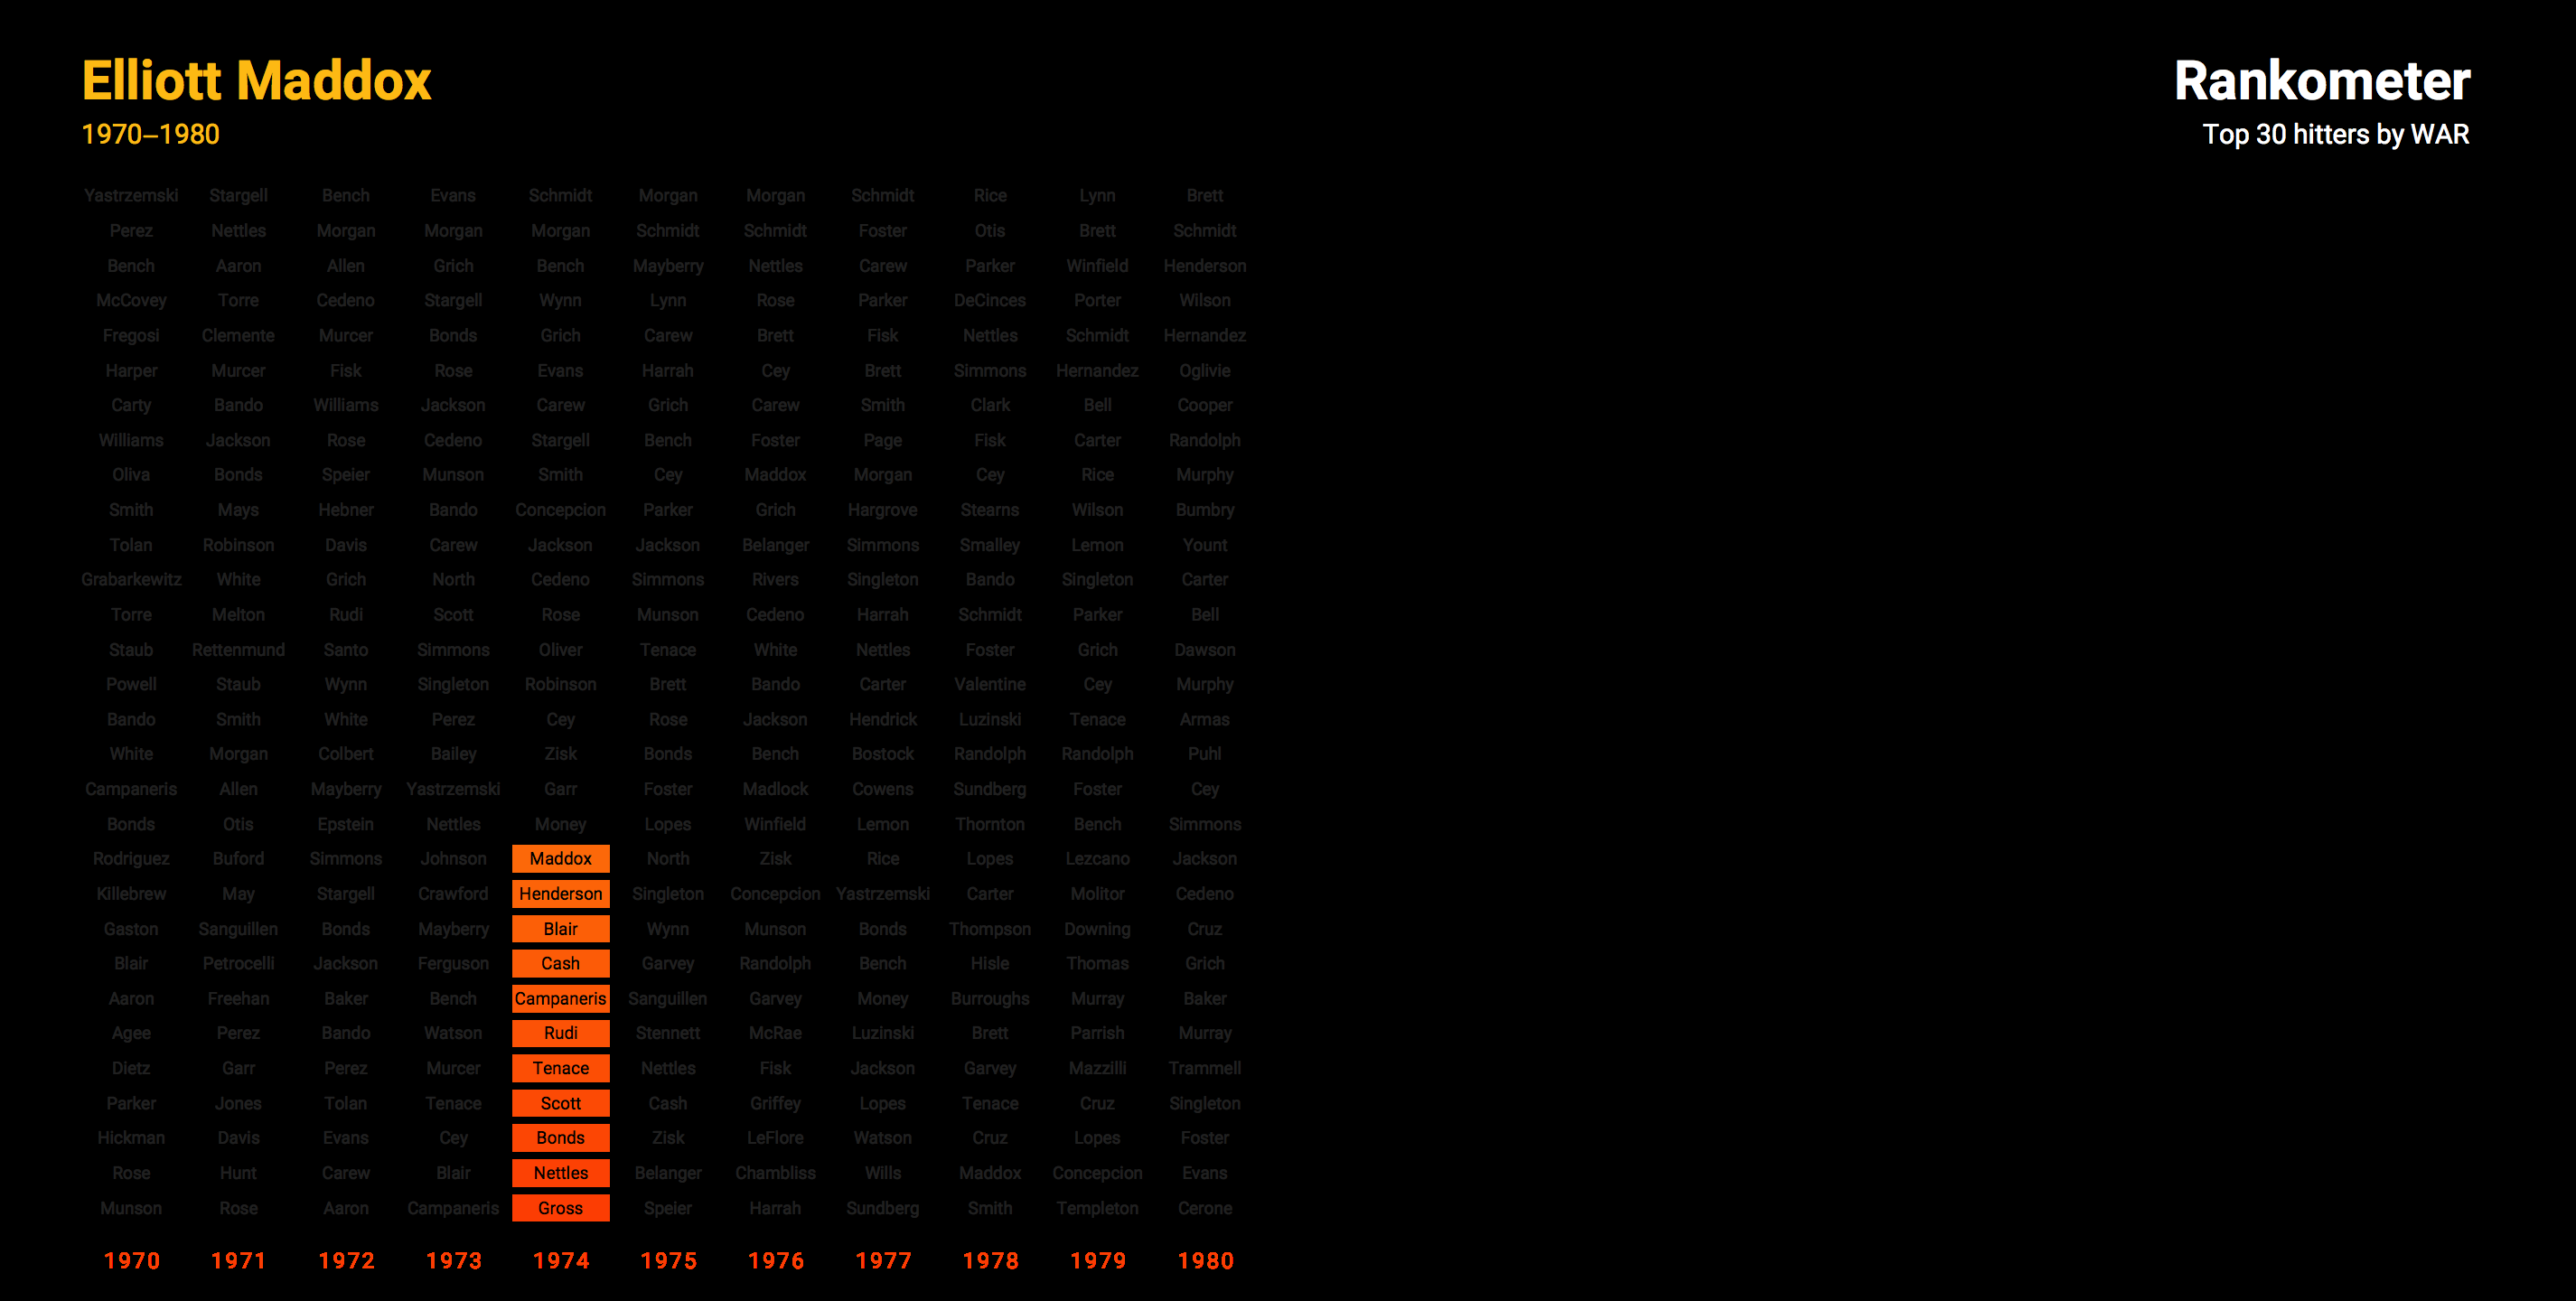 Elliott Maddox
1970–1980
Rankometer
Top 30 hitters by WAR
Yastrzemski Stargell Bench Evans Schmidt Morgan Morgan Schmidt Rice Lynn Brett
Perez Nettles Morgan Morgan Morgan Schmidt Schmidt Foster Otis Brett Schmidt
Bench Aaron Allen Grich Bench Mayberry Nettles Carew Parker Winfield Henderson
McCovey Torre Cedeno Stargell Wynn Lynn Rose Parker DeCinces Porter Wilson
Fregosi Clemente Murcer Bonds Grich Carew Brett Fisk Nettles Schmidt Hernandez
Harper Murcer Fisk Rose Evans Harrah Cey Brett Simmons Hernandez Oglivie
Carty Bando Williams Jackson Carew Grich Carew Smith Clark Bell Cooper
Williams Jackson Rose Cedeno Stargell Bench Foster Page Fisk Carter Randolph
Oliva Bonds Speier Munson Smith Cey Maddox Morgan Cey Rice Murphy
Smith Mays Hebner Bando Concepcion Parker Grich Hargrove Stearns Wilson Bumbry
Tolan Robinson Davis Carew Jackson Jackson Belanger Simmons Smalley Lemon Yount
Grabarkewitz White Grich North Cedeno Simmons Rivers Singleton Bando Singleton Carter
Torre Melton Rudi Scott Rose Munson Cedeno Harrah Schmidt Parker Bell
Staub Rettenmund Santo Simmons Oliver Tenace White Nettles Foster Grich Dawson
Powell Staub Wynn Singleton Robinson Brett Bando Carter Valentine Cey Murphy
Bando Smith White Perez Cey Rose Jackson Hendrick Luzinski Tenace Armas
White Morgan Colbert Bailey Zisk Bonds Bench Bostock Randolph Randolph Puhl
Campaneris Allen Mayberry Yastrzemski Garr Foster Madlock Cowens Sundberg Foster Cey
Bonds Otis Epstein Nettles Money Lopes Winfield Lemon Thornton Bench Simmons
Rodriguez Buford Simmons Johnson Maddox North Zisk Rice Lopes Lezcano Jackson
Killebrew May Stargell Crawford Henderson Singleton Concepcion Yastrzemski Carter Molitor Cedeno
Gaston Sanguillen Bonds Mayberry Blair Wynn Munson Bonds Thompson Downing Cruz
Blair Petrocelli Jackson Ferguson Cash Garvey Randolph Bench Hisle Thomas Grich
Aaron Freehan Baker Bench Campaneris Sanguillen Garvey Money Burroughs Murray Baker
Agee Perez Bando Watson Rudi Stennett McRae Luzinski Brett Parrish Murray
Dietz Garr Perez Murcer Tenace Nettles Fisk Jackson Garvey Mazzilli Trammell
Parker Jones Tolan Tenace Scott Cash Griffey Lopes Tenace Cruz Singleton
Hickman Davis Evans Cey Bonds Zisk LeFlore Watson Cruz Lopes Foster
Rose Hunt Carew Blair Nettles Belanger Chambliss Wills Maddox Concepcion Evans
Munson Rose Aaron Campaneris Gross Speier Harrah Sundberg Smith Templeton Cerone
1970 1971 1972 1973 1974 1975 1976 1977 1978 1979 1980